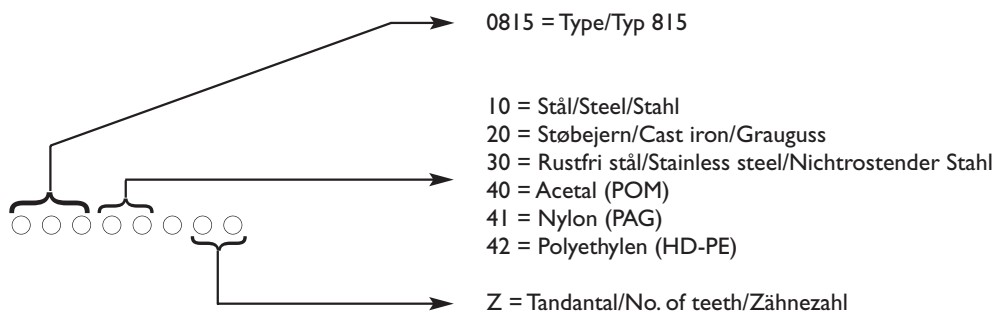 0815 = Type/Typ 815
10 = Stål/Steel/Stahl
20 = Støbejern/Cast iron/Grauguss
30 = Rustfri stål/Stainless steel/Nichtrostender Stahl
40 = Acetal (POM)
41 = Nylon (PAG)
42 = Polyethylen (HD-PE)
Z = Tandantal/No. of teeth/Zähnezahl